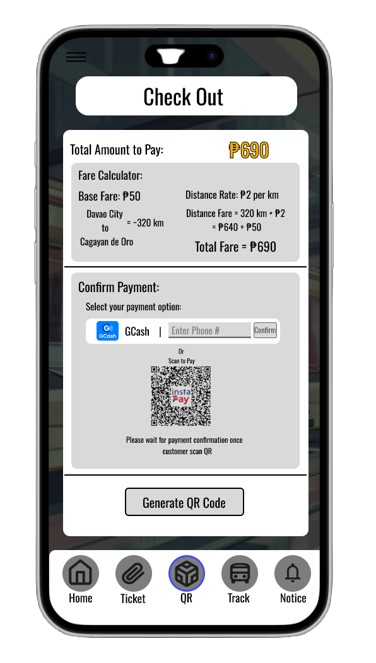 Check Out
Total Amount to Pay:
₱690
Fare Calculator:
Base Fare: ₱50
Distance Rate: ₱2 per km
Davao City
to
Cagayan de Oro
= ~320 km
Distance Fare = 320 km * ₱2
= ₱640 + ₱50
Total Fare = ₱690
Confirm Payment:
Select your payment option:
GCash
GCash | Enter Phone # Confirm
Or
Scan to Pay
insta
Pay
Please wait for payment confirmation once
customer scan QR
Generate QR Code
Home Ticket QR Track Notice